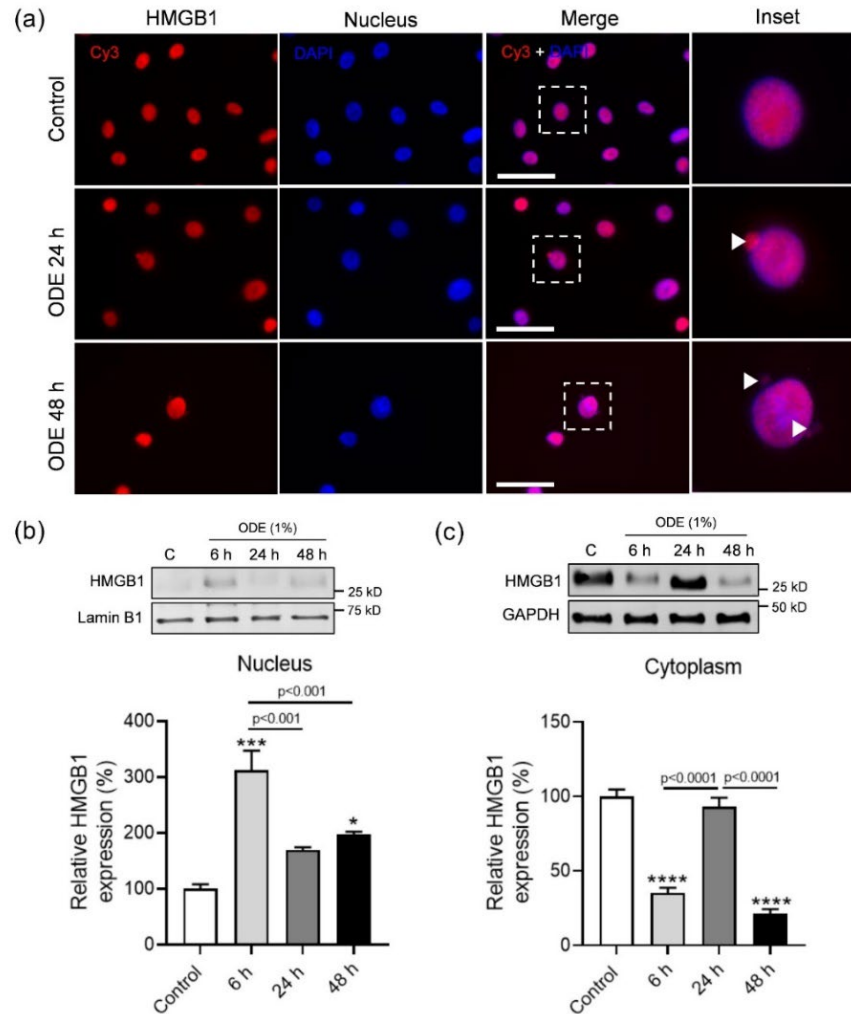 (a)
HMGB1 Nucleus Merge Inset
Control
Cy3 DAPI Cy3 + DAPI
ODE 24 h
ODE 48 h
(b)
ODE (1%)
C 6 h 24 h 48 h
HMGB1
25 kD
75 kD
Lamin B1
Nucleus
p<0.001
p<0.001
***
*
Relative HMGB1
expression (%)
400
300
200
100
0
Control 6 h 24 h 48 h
(c)
ODE (1%)
C 6 h 24 h 48 h
HMGB1
25 kD
50 kD
GAPDH
Cytoplasm
p<0.0001 p<0.0001
****
****
Relative HMGB1
expression (%)
150
100
50
0
Control 6 h 24 h 48 h